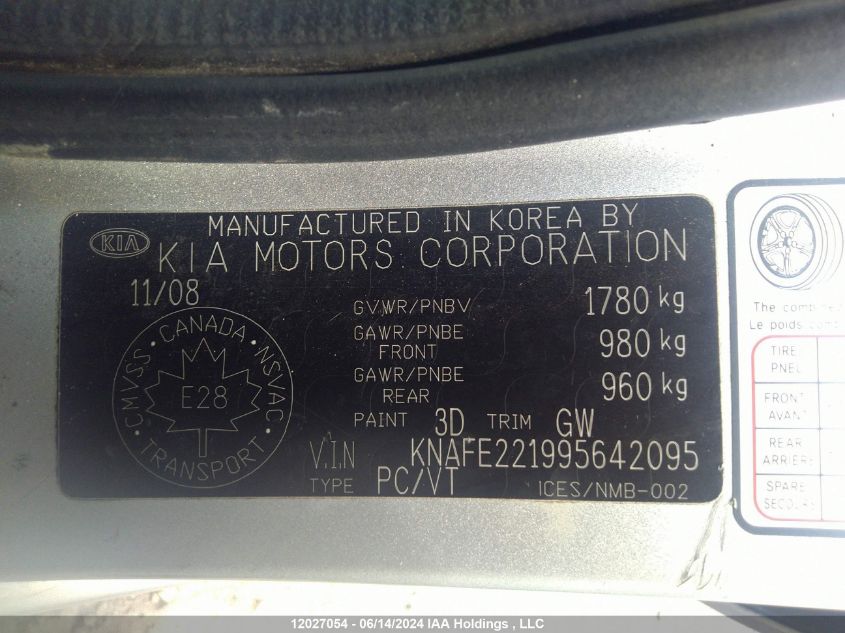 MANUFACTURED IN KOREA BY
KIA
KIA MOTORS CORPORATION
11/08
GVWR/PNBV 1780 kg
GAWR/PNBE
FRONT 980 kg
GAWR/PNBE
REAR 960 kg
PAINT 3D TRIM GW
V.I.N KNAFE221995642095
TYPE PC/VT ICES/NMB-002
CANADA
CMVSS · NSVAC
E28
TRANSPORT
The
Le poids
TIRE
PNEU
FRONT
AVANT
REAR
ARRIERE
SPARE
SECOURS
12027054 - 06/14/2024 IAA Holdings , LLC